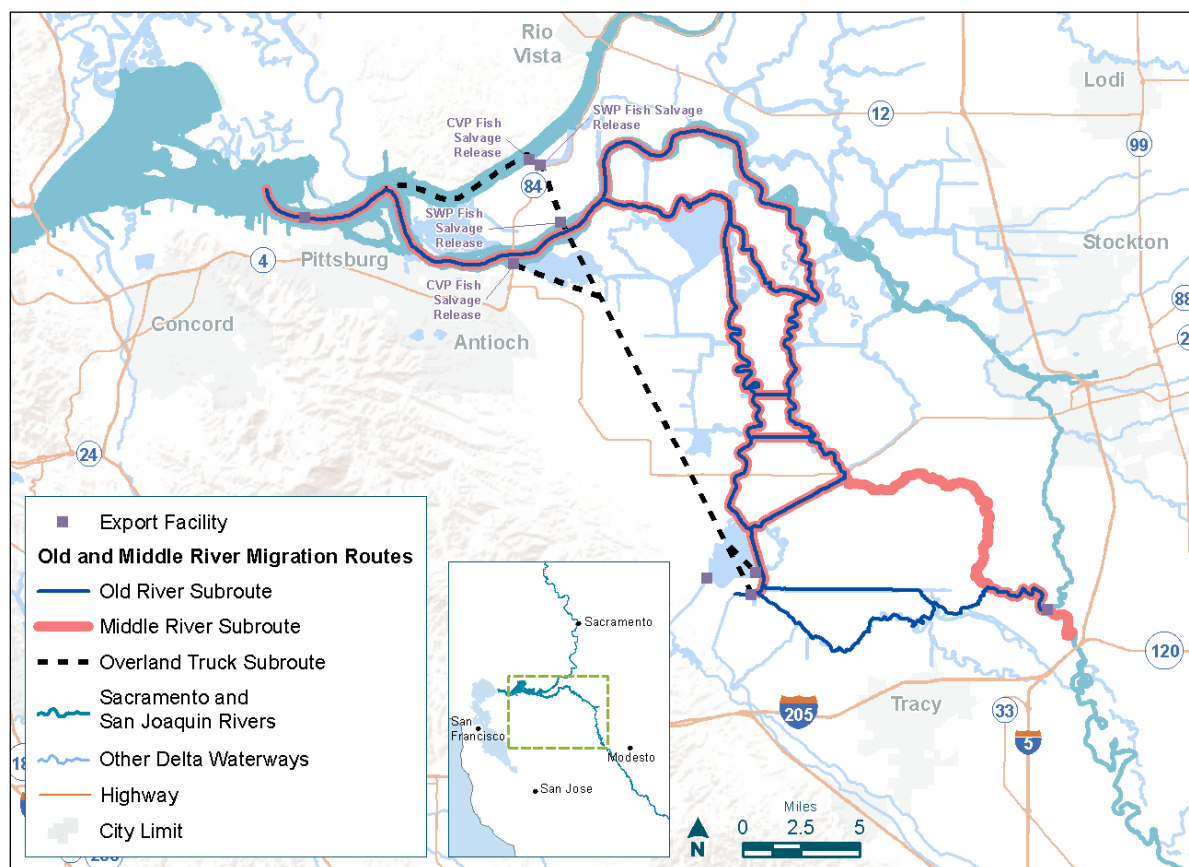 Rio
Vista
Lodi
SWP Fish Salvage
Release
CVP Fish
Salvage
Release
12
99
84
SWP Fish
Salvage
Release
4
Pittsburg
Stockton
CVP Fish
Salvage
Release
88
Concord
Antioch
24
Export Facility
Old and Middle River Migration Routes
Old River Subroute
Middle River Subroute
Overland Truck Subroute
Sacramento and
San Joaquin Rivers
Other Delta Waterways
Highway
City Limit
Sacramento
San
Francisco
Modesto
San Jose
120
Tracy
205
33
5
Miles
0 2.5 5
N